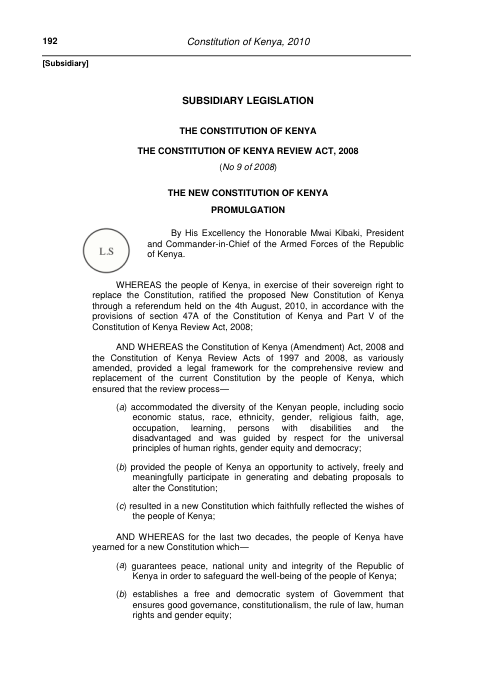 192
Constitution of Kenya, 2010
[Subsidiary]
SUBSIDIARY LEGISLATION
THE CONSTITUTION OF KENYA
THE CONSTITUTION OF KENYA REVIEW ACT, 2008
(No 9 of 2008)
THE NEW CONSTITUTION OF KENYA
PROMULGATION
L.S
By His Excellency the Honorable Mwai Kibaki, President
and Commander-in-Chief of the Armed Forces of the Republic
of Kenya.
WHEREAS the people of Kenya, in exercise of their sovereign right to
replace the Constitution, ratified the proposed New Constitution of Kenya
through a referendum held on the 4th August, 2010, in accordance with the
provisions of section 47A of the Constitution of Kenya and Part V of the
Constitution of Kenya Review Act, 2008;
AND WHEREAS the Constitution of Kenya (Amendment) Act, 2008 and
the Constitution of Kenya Review Acts of 1997 and 2008, as variously
amended, provided a legal framework for the comprehensive review and
replacement of the current Constitution by the people of Kenya, which
ensured that the review process—
(a) accommodated the diversity of the Kenyan people, including socio
economic status, race, ethnicity, gender, religious faith, age,
occupation, learning, persons with disabilities and the
disadvantaged and was guided by respect for the universal
principles of human rights, gender equity and democracy;
(b) provided the people of Kenya an opportunity to actively, freely and
meaningfully participate in generating and debating proposals to
alter the Constitution;
(c) resulted in a new Constitution which faithfully reflected the wishes of
the people of Kenya;
AND WHEREAS for the last two decades, the people of Kenya have
yearned for a new Constitution which—
(a) guarantees peace, national unity and integrity of the Republic of
Kenya in order to safeguard the well-being of the people of Kenya;
(b) establishes a free and democratic system of Government that
ensures good governance, constitutionalism, the rule of law, human
rights and gender equity;